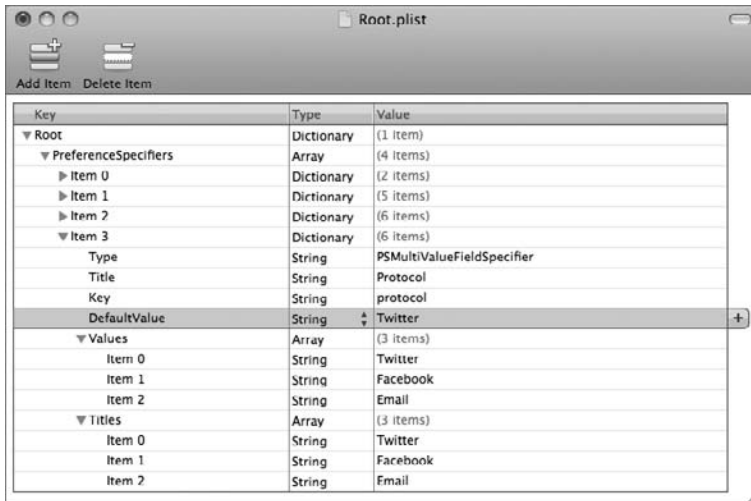 Root.plist
Add Item Delete Item
Key Type Value
Root Dictionary (1 item)
PreferenceSpecifiers Array (4 items)
Item 0 Dictionary (2 items)
Item 1 Dictionary (5 items)
Item 2 Dictionary (6 items)
Item 3 Dictionary (6 items)
Type String PSMultiValueFieldSpecifier
Title String Protocol
Key String protocol
DefaultValue String Twitter
Values Array (3 items)
Item 0 String Twitter
Item 1 String Facebook
Item 2 String Email
Titles Array (3 items)
Item 0 String Twitter
Item 1 String Facebook
Item 2 String Email